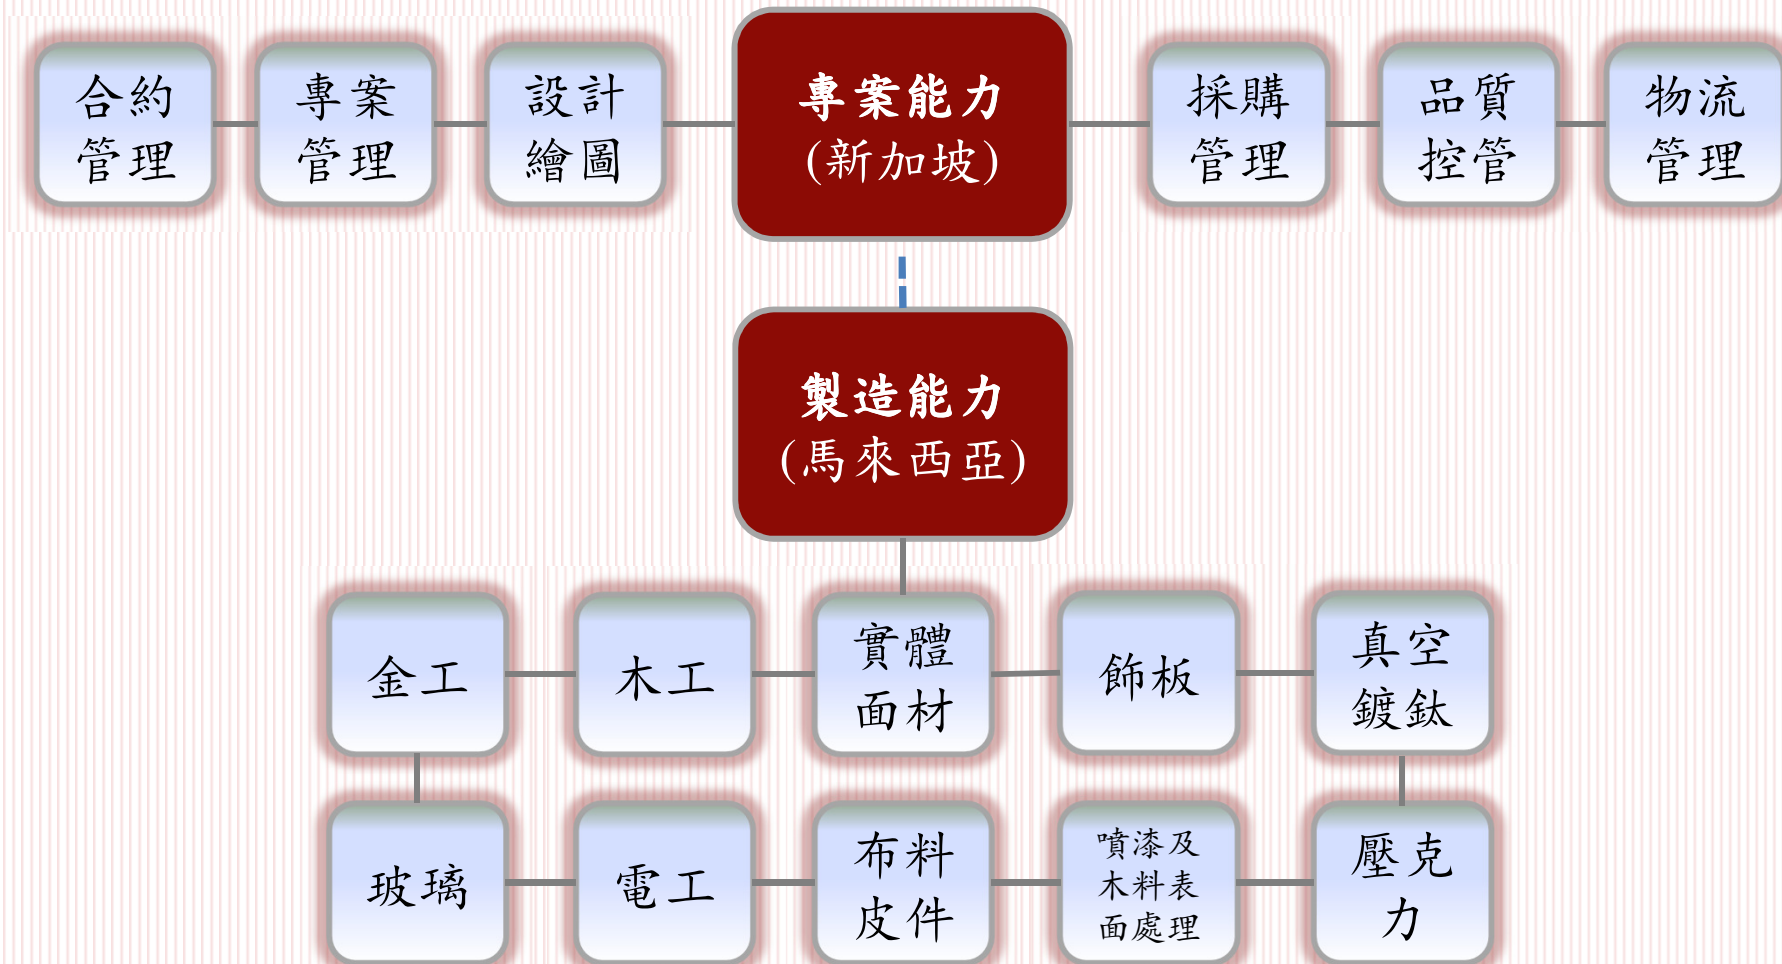 合約
管理
專案
管理
設計
繪圖
專案能力
(新加坡)
採購
管理
品質
控管
物流
管理
製造能力
(馬來西亞)
金工
木工
實體
面材
飾板
真空
鍍鈦
玻璃
電工
布料
皮件
噴漆及
木料表
面處理
壓克
力